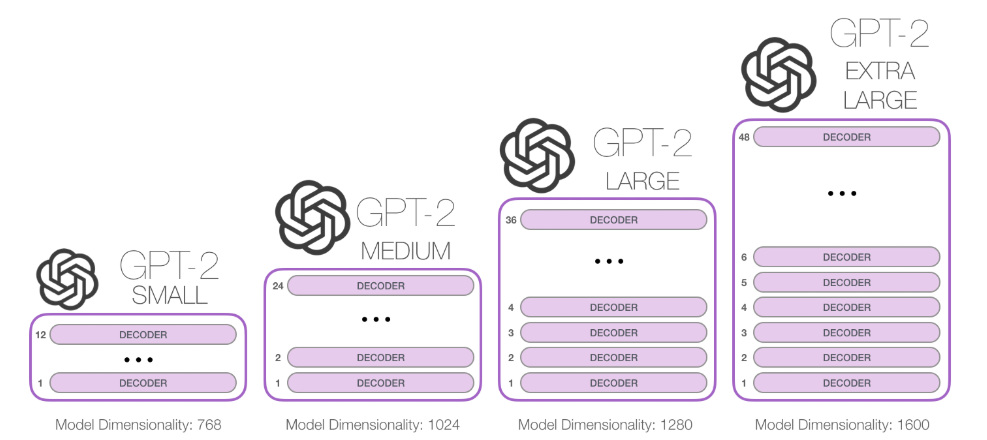 GPT-2
SMALL
12 DECODER
...
1 DECODER
Model Dimensionality: 768
GPT-2
MEDIUM
24 DECODER
...
2 DECODER
1 DECODER
Model Dimensionality: 1024
GPT-2
LARGE
36 DECODER
...
4 DECODER
3 DECODER
2 DECODER
1 DECODER
Model Dimensionality: 1280
GPT-2
EXTRA
LARGE
48 DECODER
...
6 DECODER
5 DECODER
4 DECODER
3 DECODER
2 DECODER
1 DECODER
Model Dimensionality: 1600